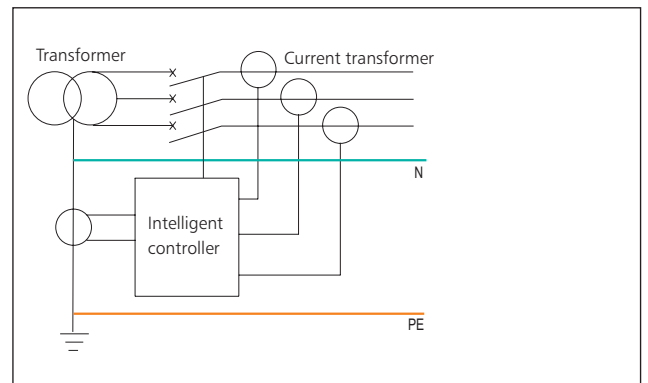 Transformer
Current transformer
N
Intelligent
controller
PE